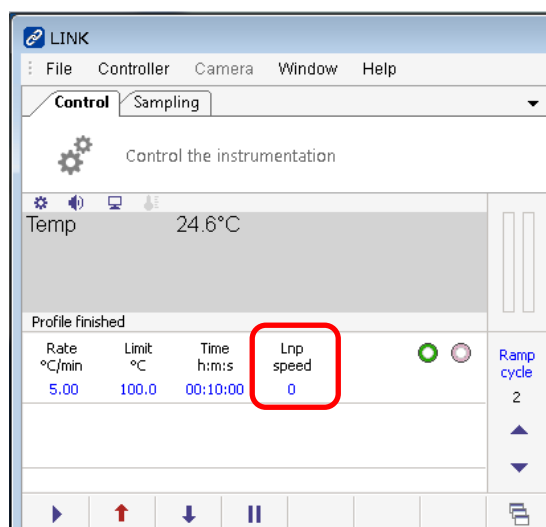 LINK
File Controller Camera Window Help
Control Sampling
Control the instrumentation
Temp 24.6°C
Profile finished
Rate Limit Time Lnp
°C/min °C h:m:s speed
5.00 100.0 00:10:00 0
Ramp
cycle
2